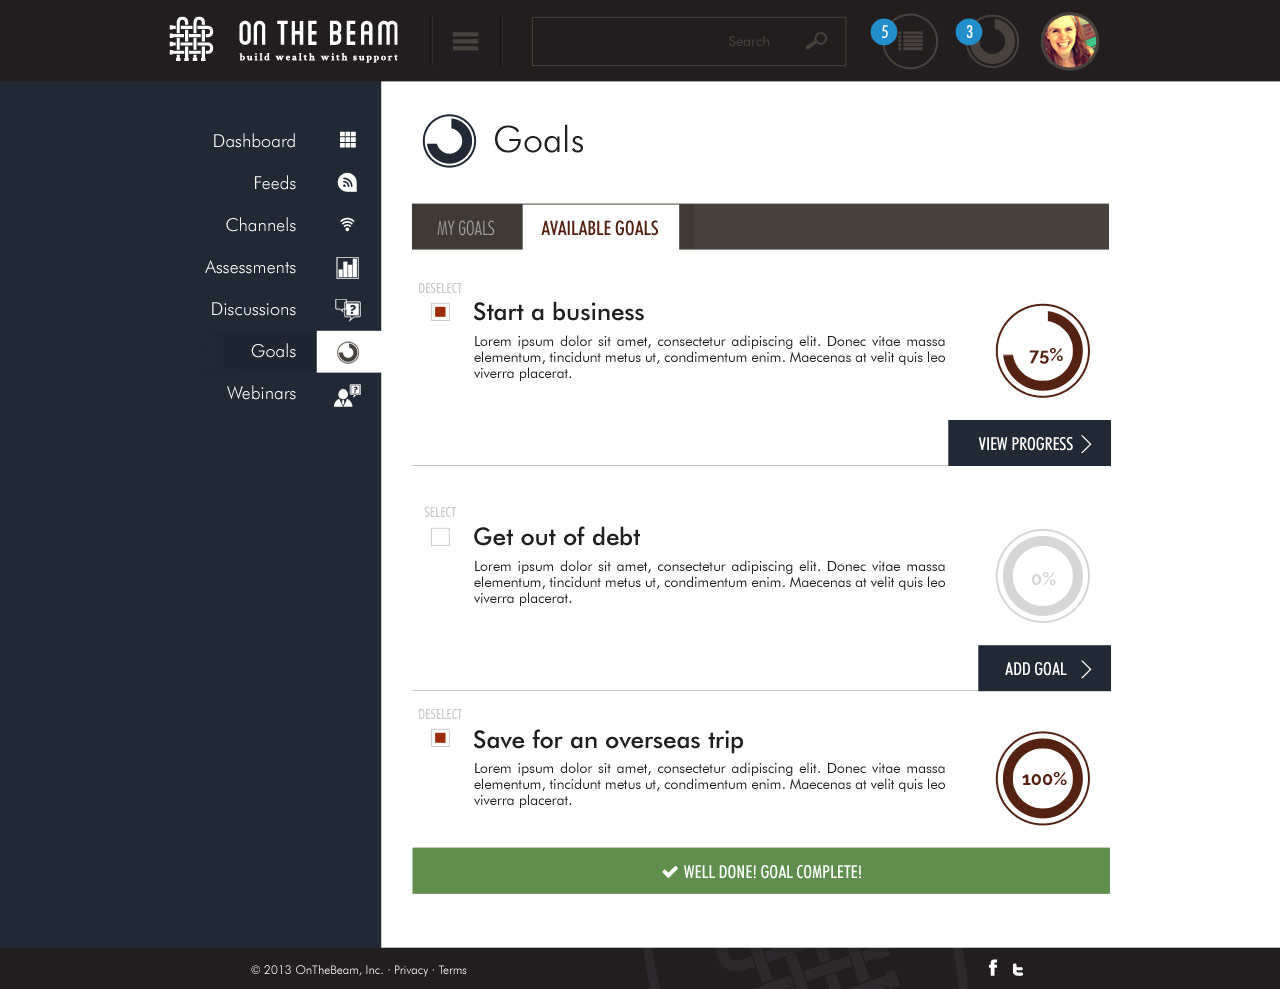 ON THE BEAM
build wealth with support
Search
5
3
Dashboard
Feeds
Channels
Assessments
Discussions
Goals
Webinars
Goals
MY GOALS
AVAILABLE GOALS
DESELECT
Start a business
Lorem ipsum dolor sit amet, consectetur adipiscing elit. Donec vitae massa
elementum, tincidunt metus ut, condimentum enim. Maecenas at velit quis leo
viverra placerat.
75%
VIEW PROGRESS
SELECT
Get out of debt
Lorem ipsum dolor sit amet, consectetur adipiscing elit. Donec vitae massa
elementum, tincidunt metus ut, condimentum enim. Maecenas at velit quis leo
viverra placerat.
0%
ADD GOAL
DESELECT
Save for an overseas trip
Lorem ipsum dolor sit amet, consectetur adipiscing elit. Donec vitae massa
elementum, tincidunt metus ut, condimentum enim. Maecenas at velit quis leo
viverra placerat.
100%
WELL DONE! GOAL COMPLETE!
© 2013 OnTheBeam, Inc. · Privacy · Terms